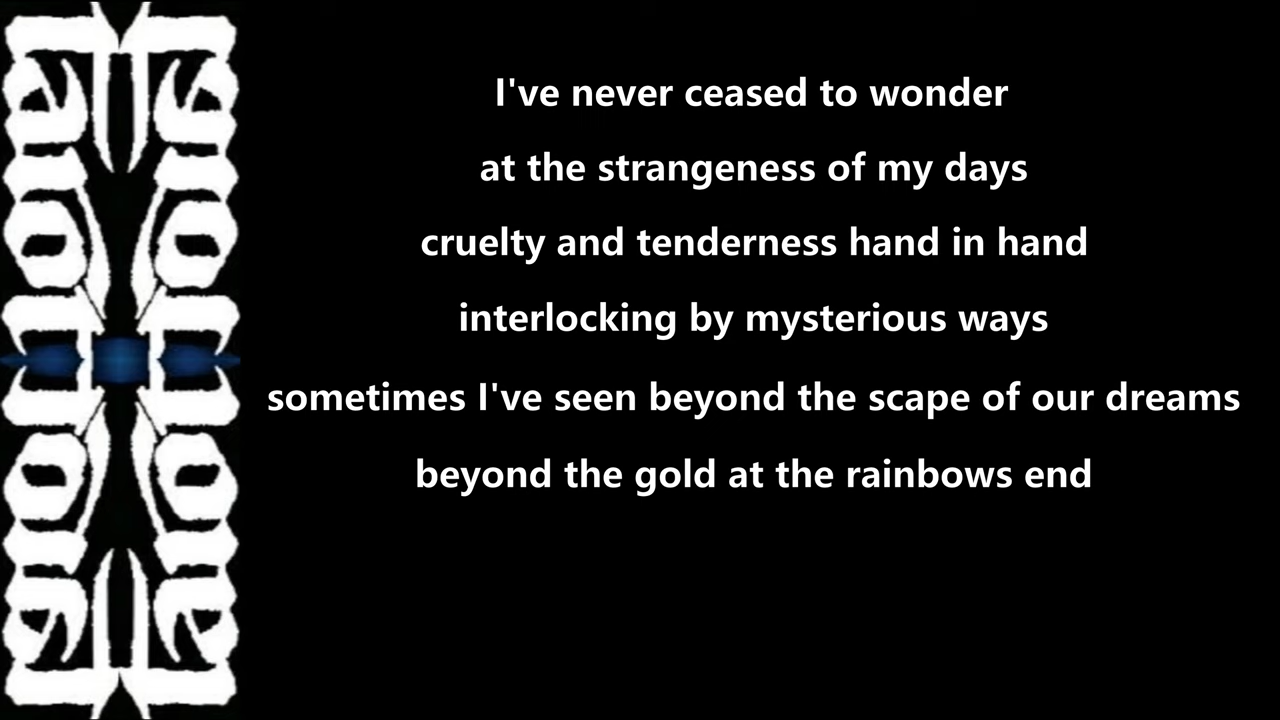 I've never ceased to wonder
at the strangeness of my days
cruelty and tenderness hand in hand
interlocking by mysterious ways
sometimes I've seen beyond the scape of our dreams
beyond the gold at the rainbows end